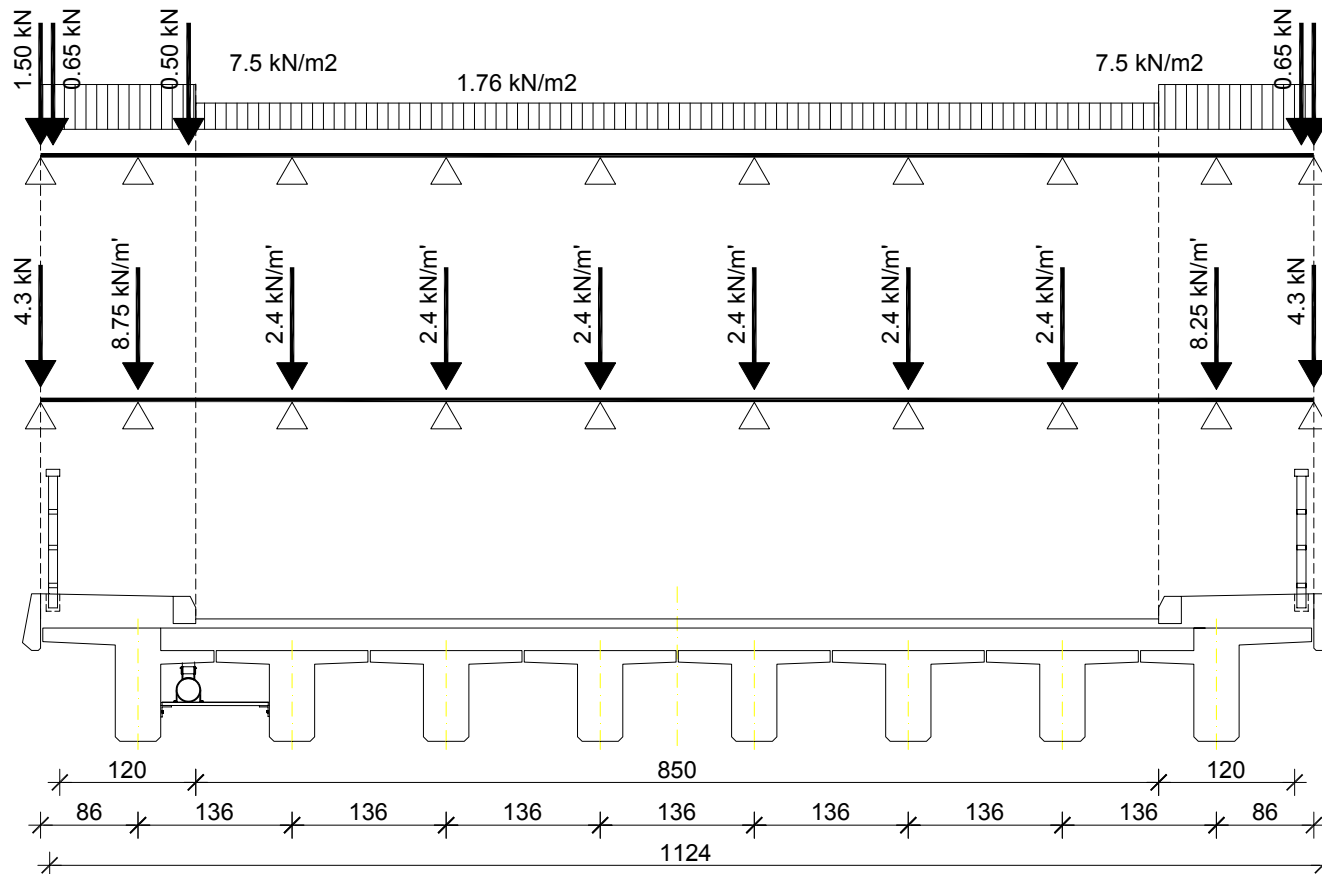 1.50 kN
0.65 kN
0.50 kN
7.5 kN/m2
1.76 kN/m2
7.5 kN/m2
0.65 kN
4.3 kN
8.75 kN/m'
2.4 kN/m'
2.4 kN/m'
2.4 kN/m'
2.4 kN/m'
2.4 kN/m'
2.4 kN/m'
8.25 kN/m'
4.3 kN
120
850
120
86
136
136
136
136
136
136
136
86
1124